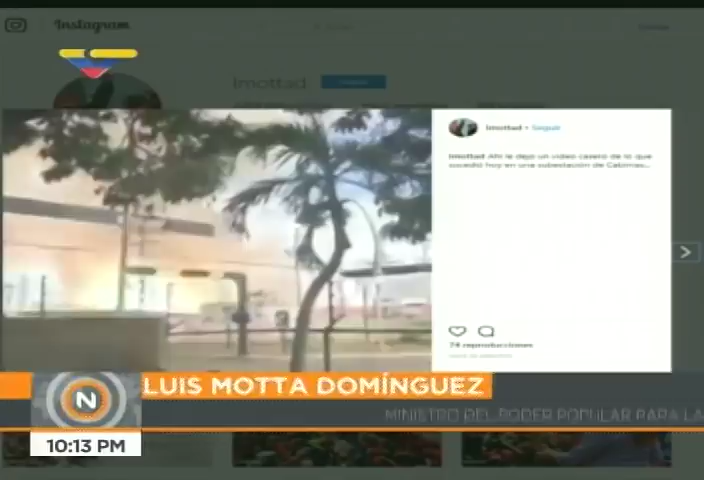 Instagram
lmottad
lmottad • Seguir
lmottad Ahí le dejo un video casero de lo que
sucedió hoy en una subestación de Cabimas...
74 reproducciones
LUIS MOTTA DOMÍNGUEZ
MINISTRO DEL PODER POPULAR PARA LA
N
10:13 PM